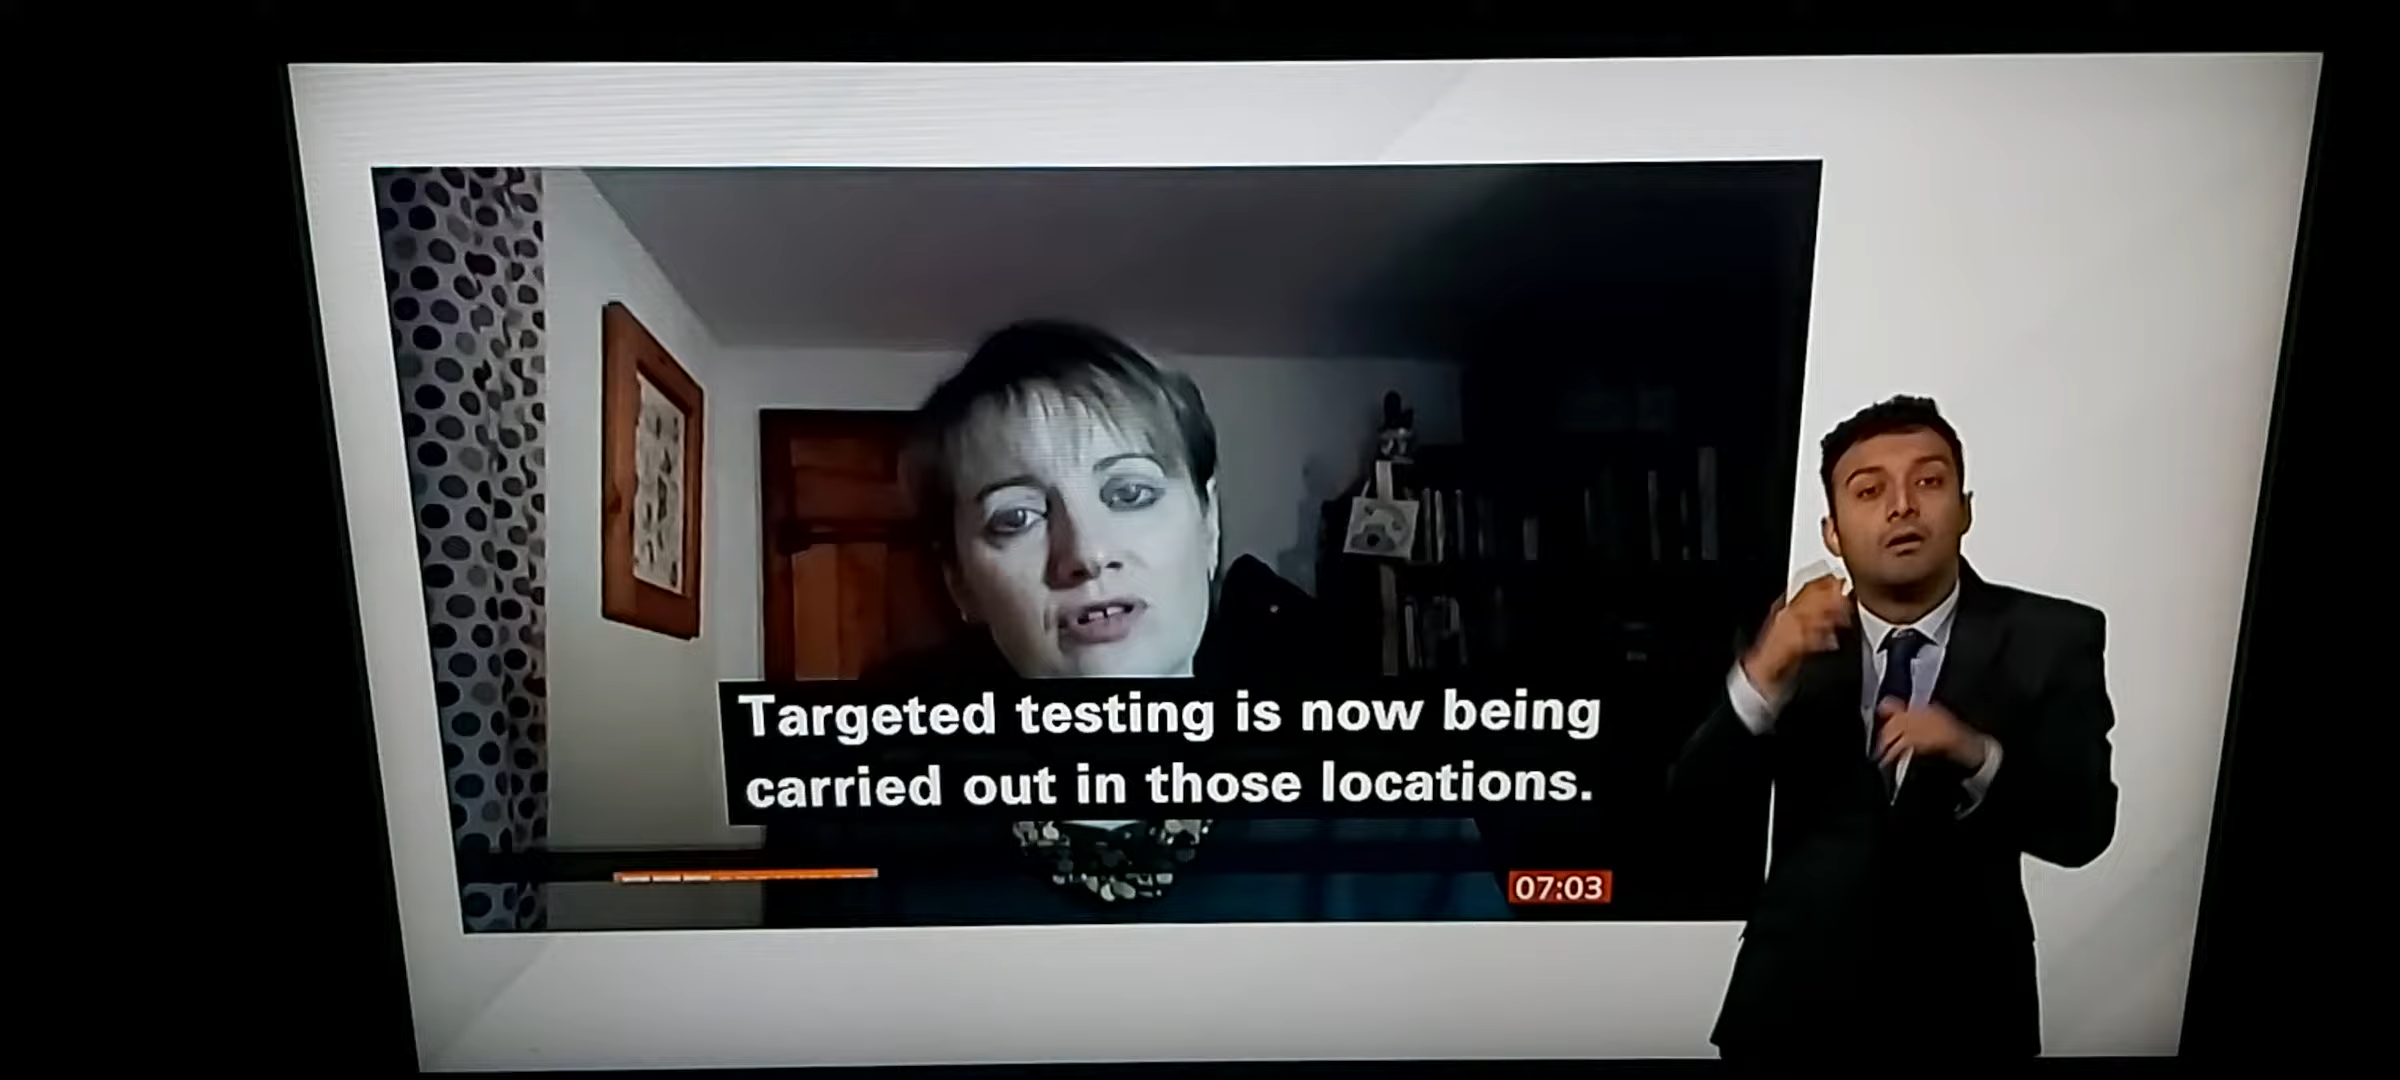 Targeted testing is now being
carried out in those locations.
07:03